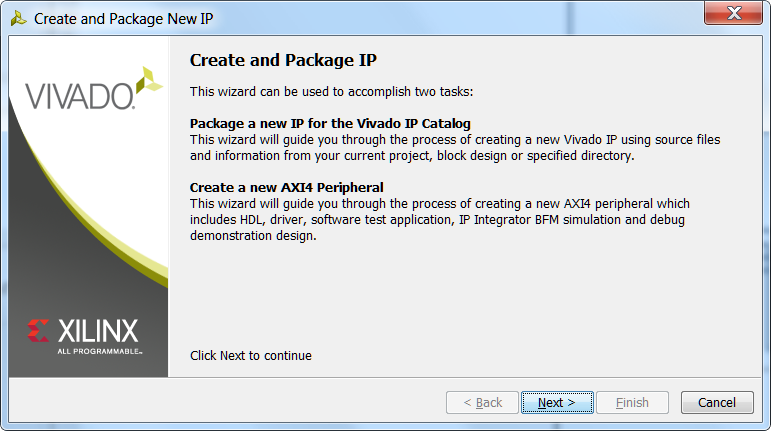 Create and Package New IP
VIVADO.
Create and Package IP
This wizard can be used to accomplish two tasks:
Package a new IP for the Vivado IP Catalog
This wizard will guide you through the process of creating a new Vivado IP using source files
and information from your current project, block design or specified directory.
Create a new AXI4 Peripheral
This wizard will guide you through the process of creating a new AXI4 peripheral which
includes HDL, driver, software test application, IP Integrator BFM simulation and debug
demonstration design.
XILINX
ALL PROGRAMMABLE™
Click Next to continue
< Back Next > Finish Cancel